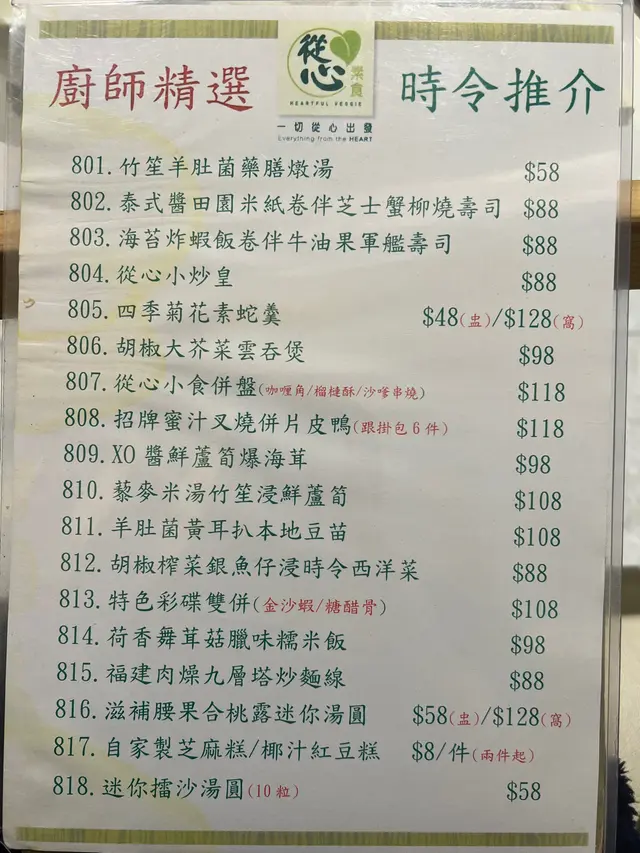 廚師精選
從心
素食
HEARTFUL VEGGIE
一切從心出發
Everything from the HEART
時令推介
801.竹笙羊肚菌藥膳燉湯 $58
802.泰式醬田園米紙卷伴芝士蟹柳燒壽司 $88
803.海苔炸蝦飯卷伴牛油果軍艦壽司 $88
804.從心小炒皇 $88
805.四季菊花素蛇羹 $48(盅)/$128(窩)
806.胡椒大芥菜雲吞煲 $98
807.從心小食併盤(咖喱角/榴槤酥/沙嗲串燒) $118
808.招牌蜜汁叉燒併片皮鴨(跟掛包6件) $118
809.XO 醬鮮蘆筍爆海茸 $98
810.藜麥米湯竹笙浸鮮蘆筍 $108
811.羊肚菌黃耳扒本地豆苗 $108
812.胡椒榨菜銀魚仔浸時令西洋菜 $88
813.特色彩碟雙併(金沙蝦/糖醋骨) $108
814.荷香舞茸菇臘味糯米飯 $98
815.福建肉燥九層塔炒麵線 $88
816.滋補腰果合桃露迷你湯圓 $58(盅)/$128(窩)
817.自家製芝麻糕/椰汁紅豆糕 $8/件(兩件起)
818.迷你擂沙湯圓(10粒) $58